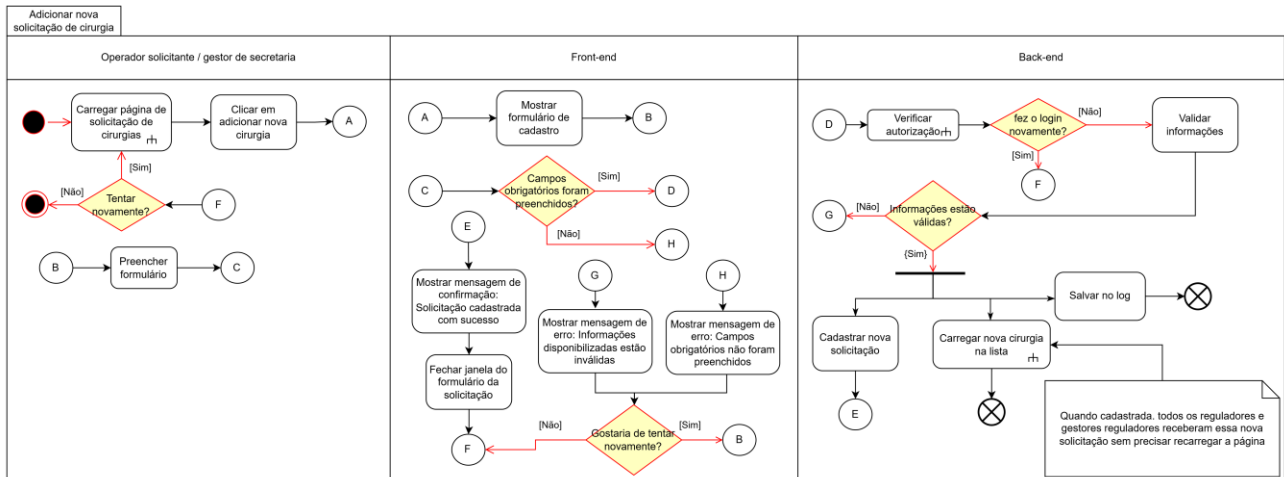 Adicionar nova
solicitação de cirurgia
Operador solicitante / gestor de secretaria
Carregar página de
solicitação de
cirurgias
Clicar em
adicionar nova
cirurgia
A
[Sim]
[Não]
Tentar
novamente?
F
B
Preencher
formulário
C
Front-end
A
Mostrar
formulário de
cadastro
B
C
Campos
obrigatórios foram
preenchidos?
[Sim]
D
[Não]
H
E
G
H
Mostrar mensagem de
confirmação:
Solicitação cadastrada
com sucesso
Mostrar mensagem de
erro: Informações
disponibilizadas estão
inválidas
Mostrar mensagem de
erro: Campos
obrigatórios não foram
preenchidos
Fechar janela do
formulário da
solicitação
F
[Não]
Gostaria de tentar
novamente?
[Sim]
B
Back-end
D
Verificar
autorização
fez o login
novamente?
[Não]
Validar
informações
[Sim]
F
G
[Não]
Informações estão
válidas?
{Sim]
Salvar no log
Cadastrar nova
solicitação
Carregar nova cirurgia
na lista
E
Quando cadastrada. todos os reguladores e
gestores reguladores receberam essa nova
solicitação sem precisar recarregar a página